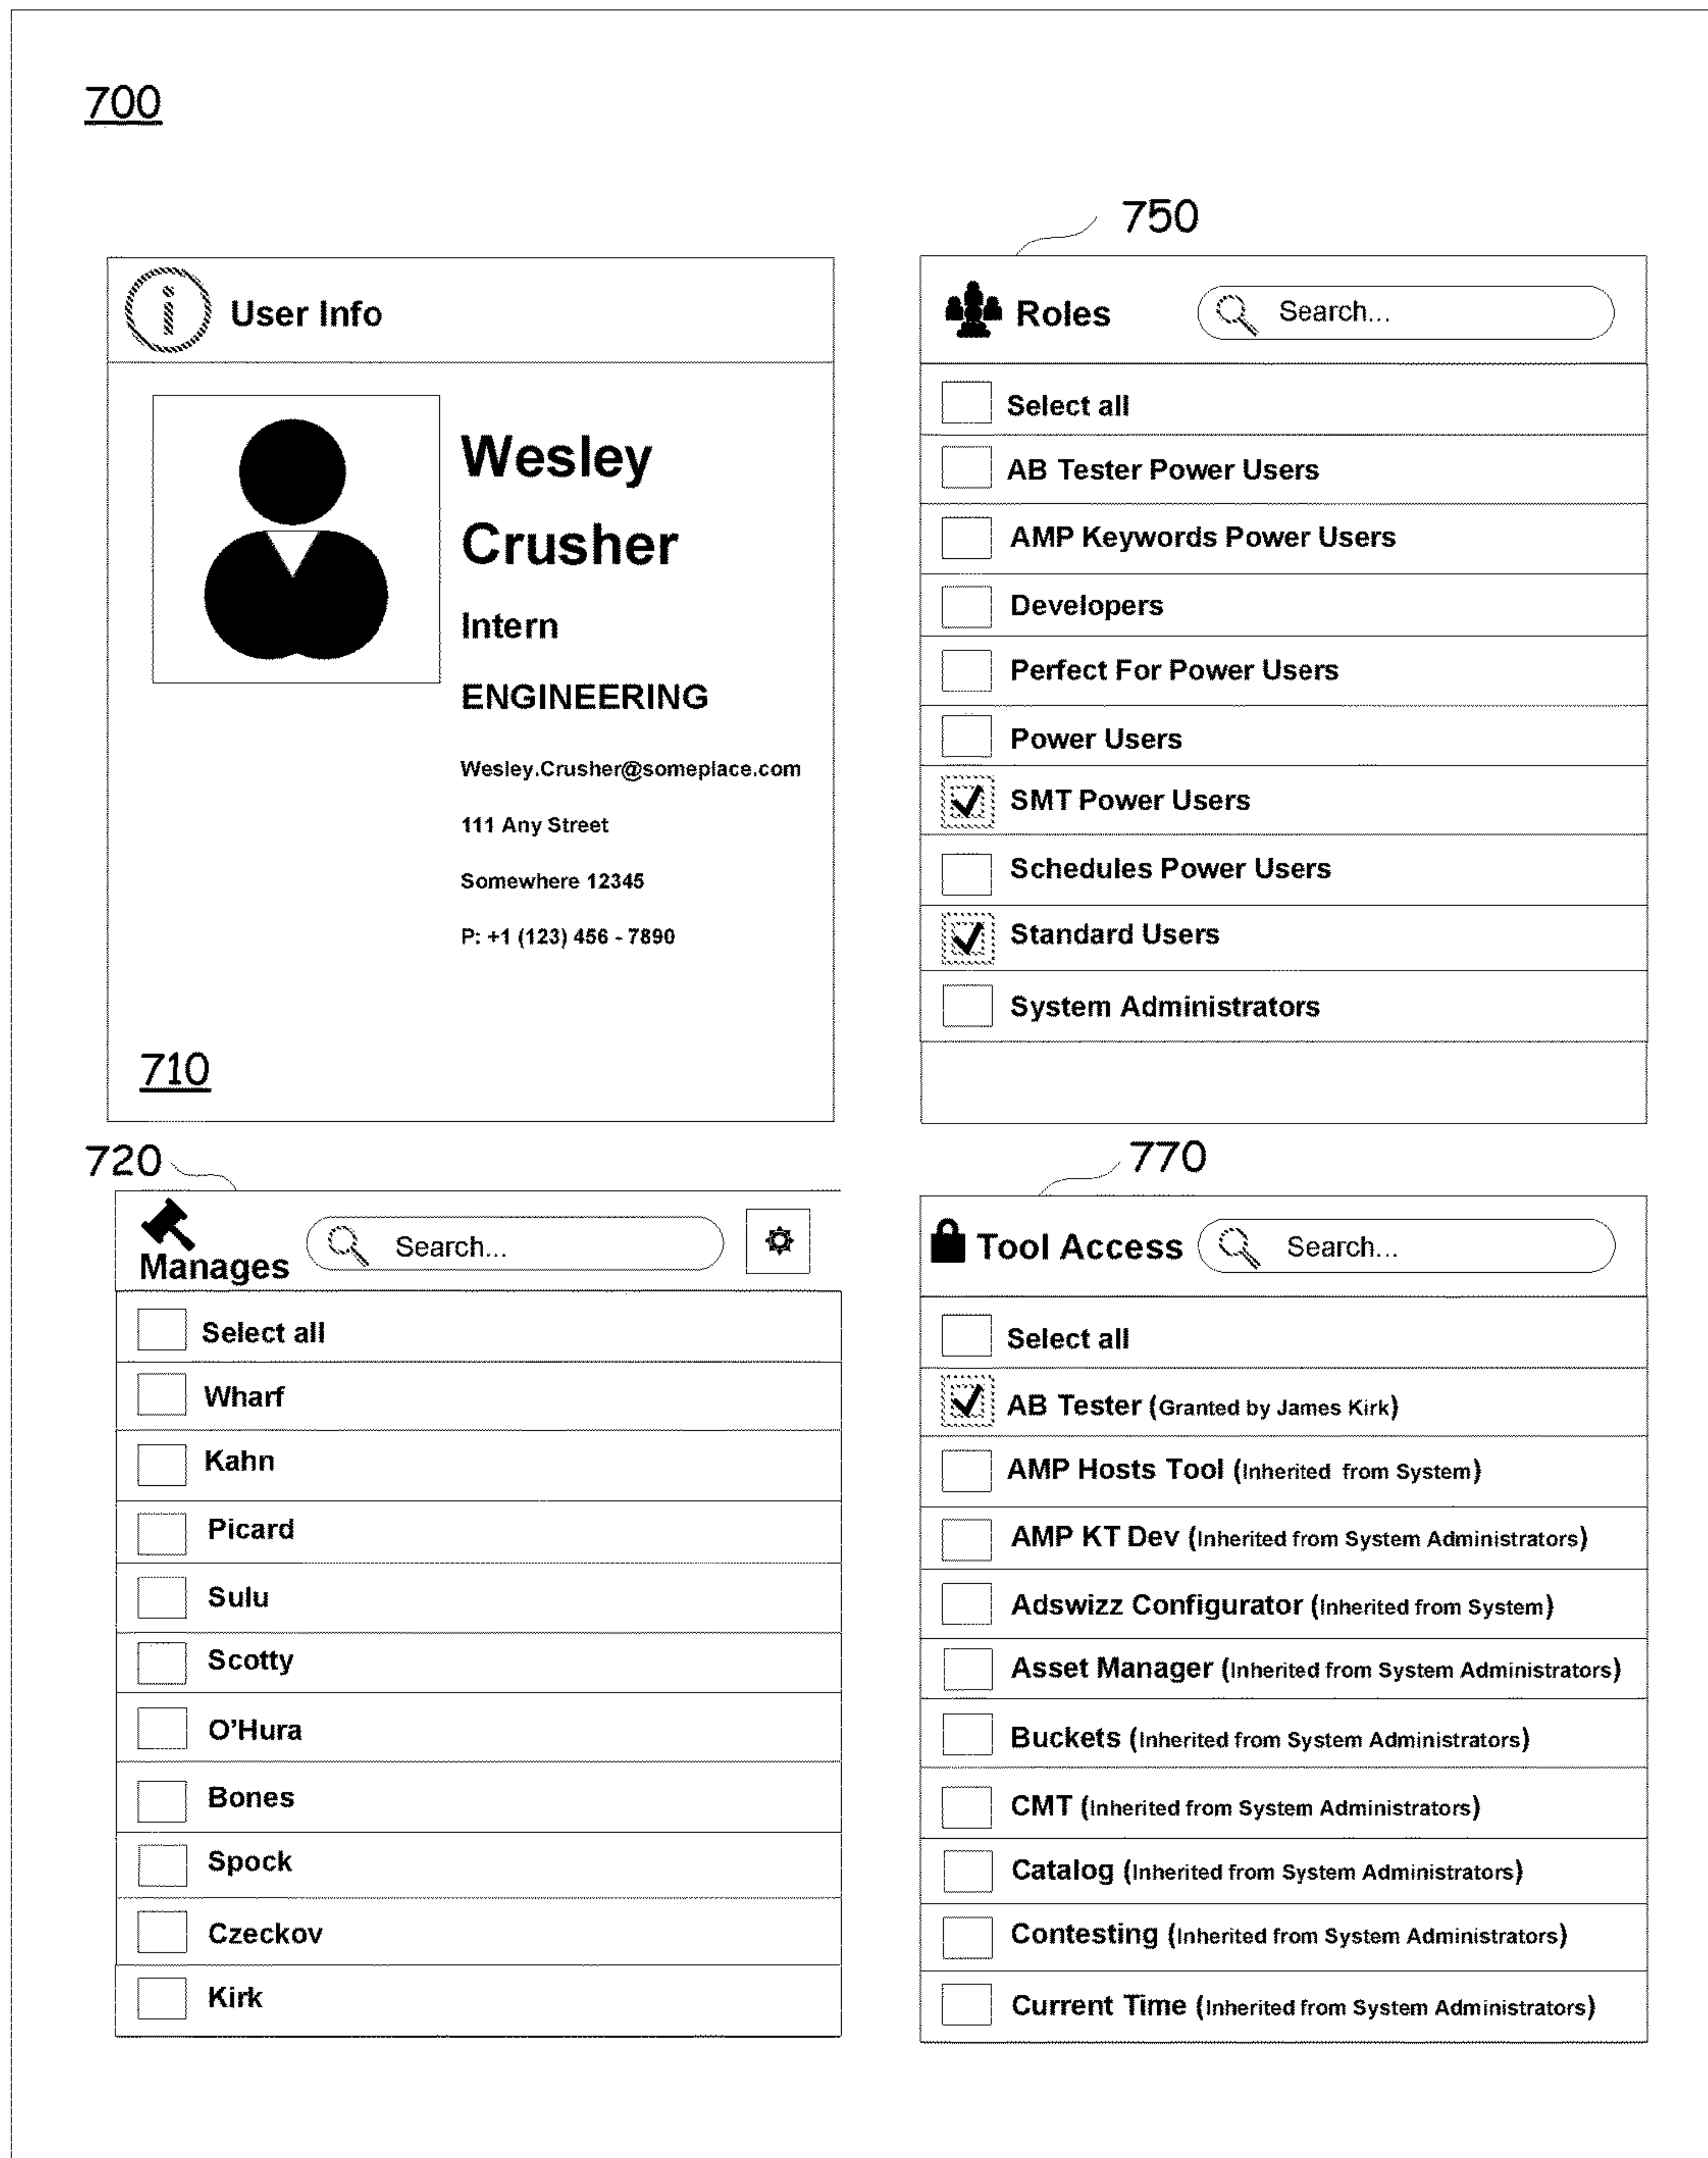 700
User Info
Wesley
Crusher
Intern
ENGINEERING
Wesley.Crusher@someplace.com
111 Any Street
Somewhere 12345
P: +1 (123) 456 - 7890
710
750
Roles
Search...
Select all
AB Tester Power Users
AMP Keywords Power Users
Developers
Perfect For Power Users
Power Users
SMT Power Users
Schedules Power Users
Standard Users
System Administrators
720
Manages
Search...
Select all
Wharf
Kahn
Picard
Sulu
Scotty
O'Hura
Bones
Spock
Czeckov
Kirk
770
Tool Access
Search...
Select all
AB Tester (Granted by James Kirk)
AMP Hosts Tool (Inherited from System)
AMP KT Dev (Inherited from System Administrators)
Adswizz Configurator (Inherited from System)
Asset Manager (Inherited from System Administrators)
Buckets (Inherited from System Administrators)
CMT (Inherited from System Administrators)
Catalog (Inherited from System Administrators)
Contesting (Inherited from System Administrators)
Current Time (Inherited from System Administrators)